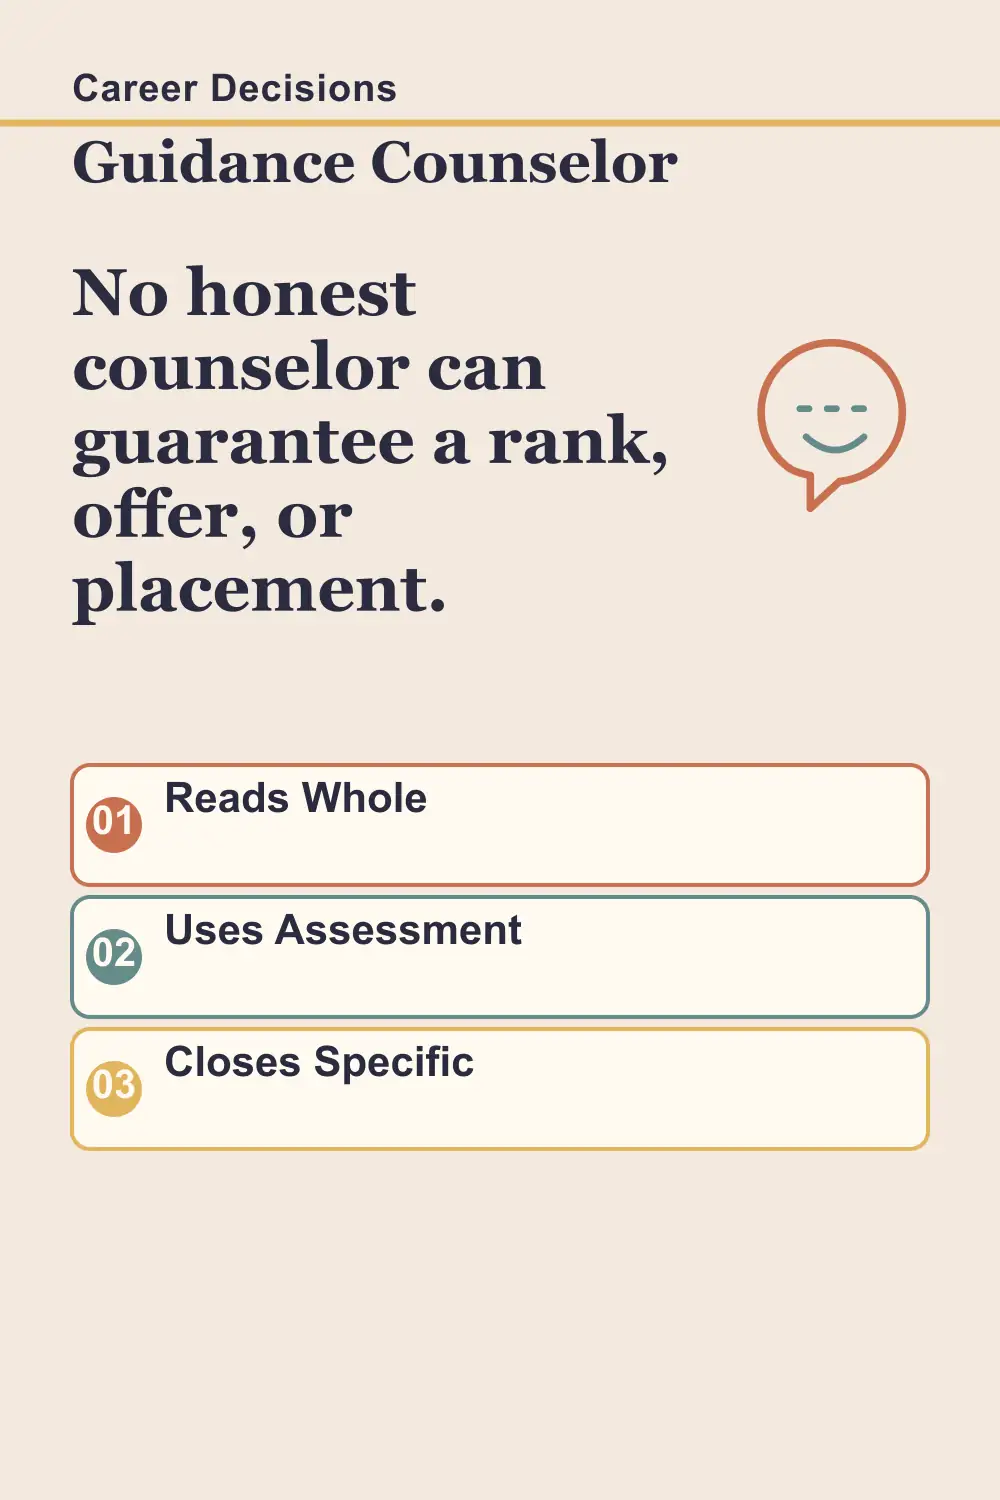 Career Decisions
Guidance Counselor
No honest
counselor can
guarantee a rank,
offer, or
placement.
01
Reads Whole
02
Uses Assessment
03
Closes Specific